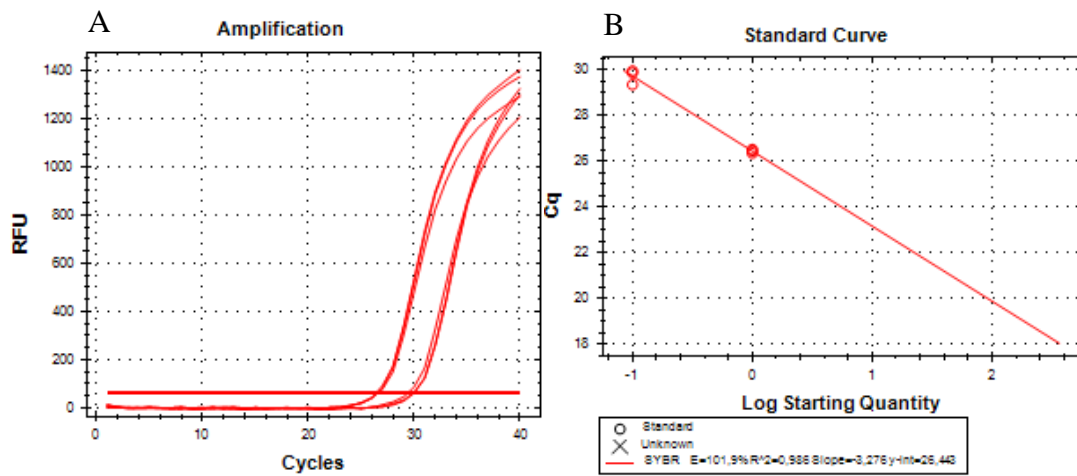 A
Amplification
1400
1200
1000
800
600
400
200
0
RFU
0 10 20 30 40
Cycles
B
Standard Curve
30
28
26
24
22
20
18
Cq
-1 0 1 2
Log Starting Quantity
Standard
Unknown
SYBR E=101,9% R^2=0,986 Slope=-3,276 y-int=26,443